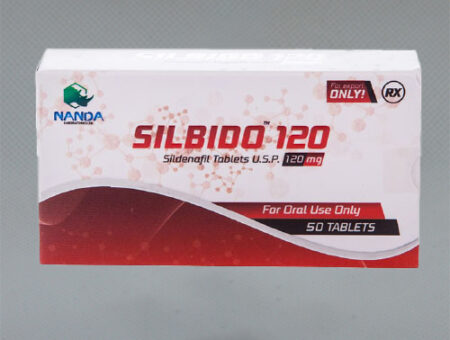 NANDA
For export
ONLY!
RX
SILBIDO™ 120
Sildenafil Tablets U.S.P. 120 mg
For Oral Use Only
50 TABLETS